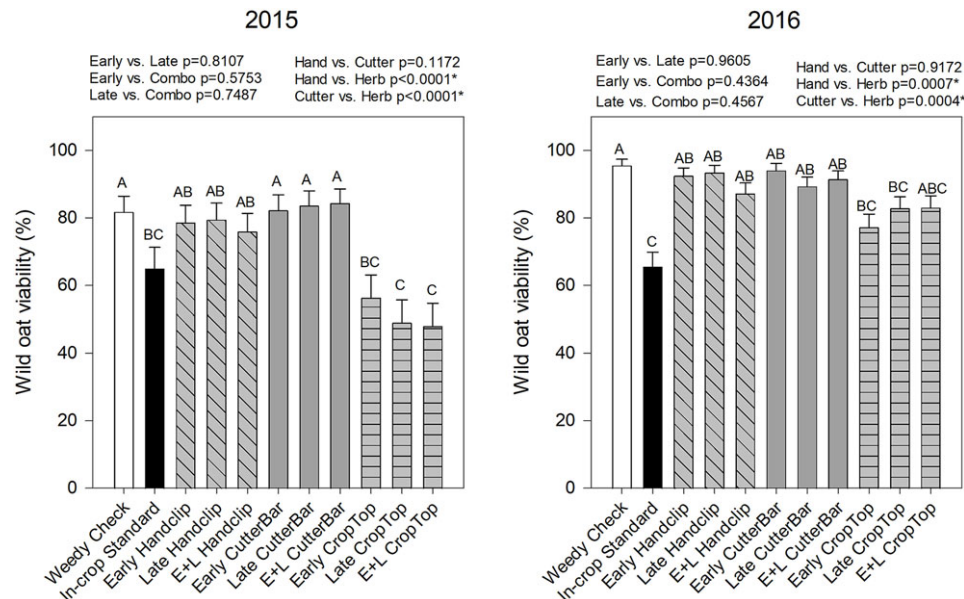 2015
Early vs. Late p=0.8107
Early vs. Combo p=0.5753
Late vs. Combo p=0.7487
Hand vs. Cutter p=0.1172
Hand vs. Herb p<0.0001*
Cutter vs. Herb p<0.0001*
Wild oat viability (%)
100
80
60
40
20
0
A
BC
AB
AB
AB
A
A
A
BC
C
C
Weedy Check
In-crop Standard
Early Handclip
Late Handclip
E+L Handclip
Early CutterBar
Late CutterBar
E+L CutterBar
Early CropTop
Late CropTop
E+L CropTop
2016
Early vs. Late p=0.9605
Early vs. Combo p=0.4364
Late vs. Combo p=0.4567
Hand vs. Cutter p=0.9172
Hand vs. Herb p=0.0007*
Cutter vs. Herb p=0.0004*
Wild oat viability (%)
100
80
60
40
20
0
A
C
AB
AB
AB
AB
AB
AB
BC
BC
ABC
Weedy Check
In-crop Standard
Early Handclip
Late Handclip
E+L Handclip
Early CutterBar
Late CutterBar
E+L CutterBar
Early CropTop
Late CropTop
E+L CropTop